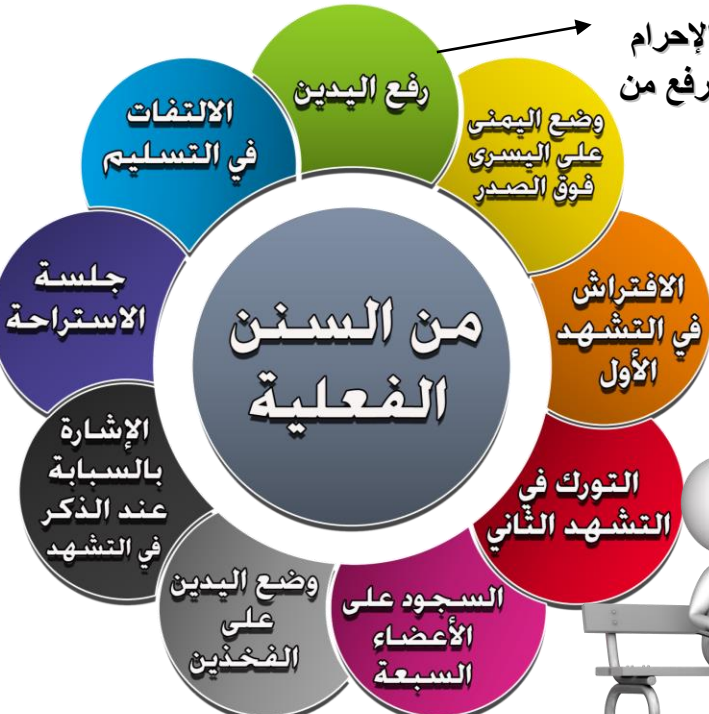 من السنن
الفعلية
رفع اليدين
الإحرام
رفع من
وضع اليمنى
على اليسرى
فوق الصدر
الافتراش
في التشهد
الأول
التورك في
التشهد الثاني
السجود على
الأعضاء
السبعة
وضع اليدين
على
الفخذين
الإشارة
بالسبابة
عند الذكر
في التشهد
جلسة
الاستراحة
الالتفات
في التسليم